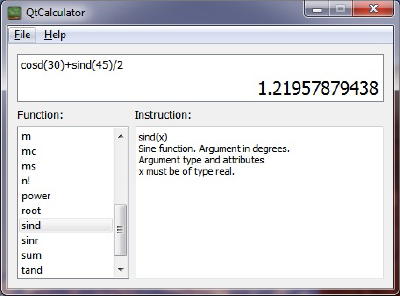 QtCalculator
File Help
cosd(30)+sind(45)/2
1.21957879438
Function:
Instruction:
m
mc
ms
n!
power
root
sind
sinr
sum
tand
sind(x)
Sine function. Argument in degrees.
Argument type and attributes
x must be of type real.